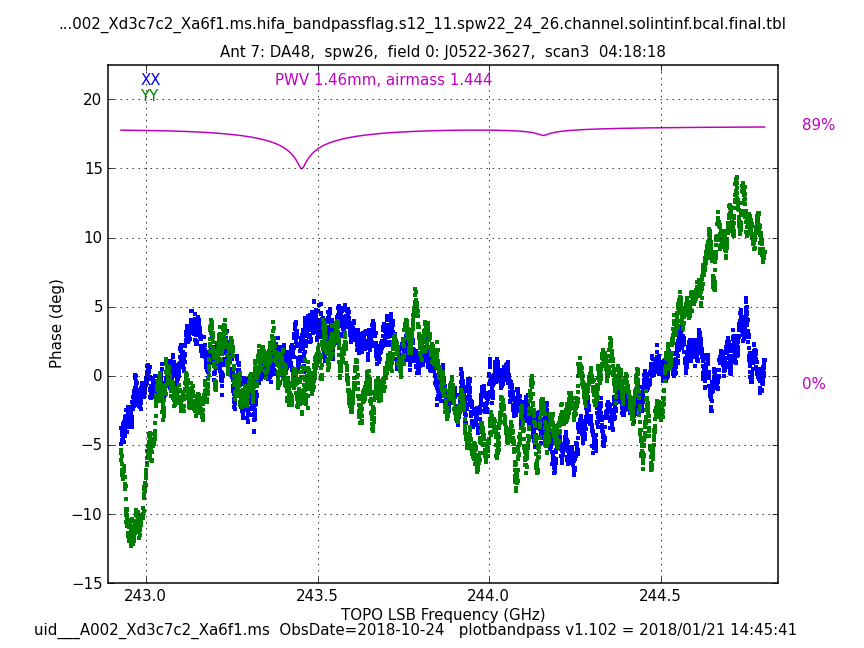 ...002_Xd3c7c2_Xa6f1.ms.hifa_bandpassflag.s12_11.spw22_24_26.channel.solintinf.bcal.final.tbl
Ant 7: DA48, spw26, field 0: J0522-3627, scan3 04:18:18
XX
PWV 1.46mm, airmass 1.444
YY
20
89%
15
10
5
0
0%
−5
−10
−15
Phase (deg)
243.0 243.5 244.0 244.5
TOPO LSB Frequency (GHz)
uid___A002_Xd3c7c2_Xa6f1.ms ObsDate=2018-10-24 plotbandpass v1.102 = 2018/01/21 14:45:41